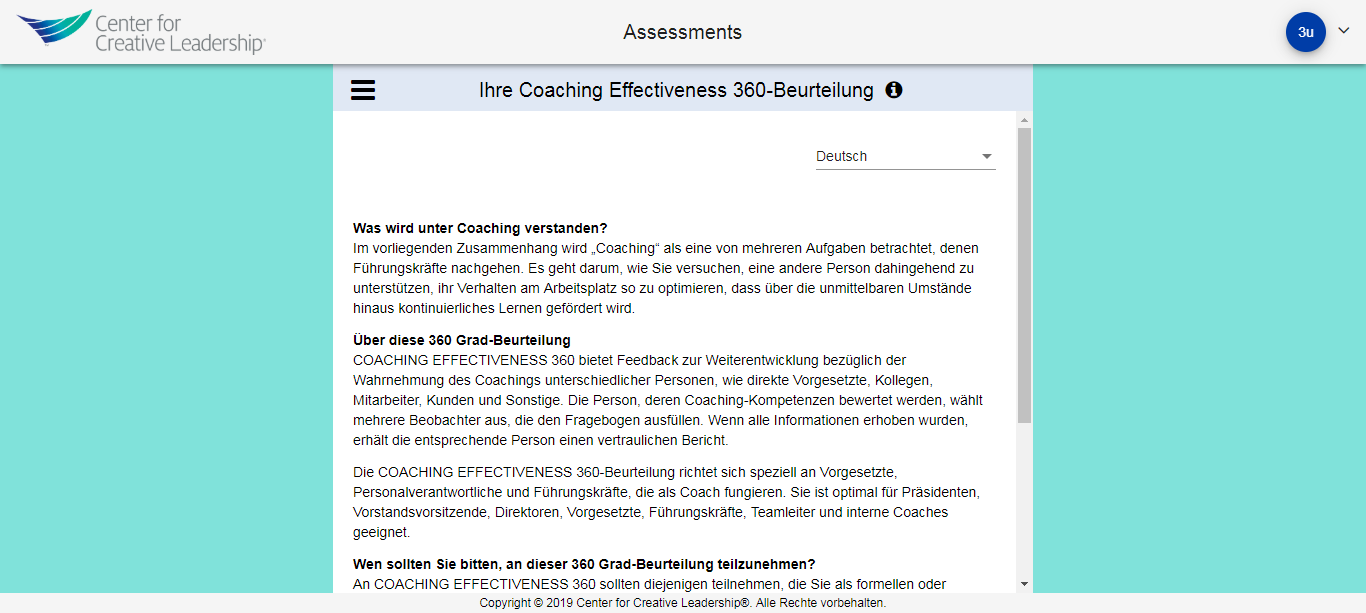 Center for
Creative Leadership®
Assessments
3u
Ihre Coaching Effectiveness 360-Beurteilung
Deutsch
Was wird unter Coaching verstanden?
Im vorliegenden Zusammenhang wird „Coaching“ als eine von mehreren Aufgaben betrachtet, denen
Führungskräfte nachgehen. Es geht darum, wie Sie versuchen, eine andere Person dahingehend zu
unterstützen, ihr Verhalten am Arbeitsplatz so zu optimieren, dass über die unmittelbaren Umstände
hinaus kontinuierliches Lernen gefördert wird.
Über diese 360 Grad-Beurteilung
COACHING EFFECTIVENESS 360 bietet Feedback zur Weiterentwicklung bezüglich der
Wahrnehmung des Coachings unterschiedlicher Personen, wie direkte Vorgesetzte, Kollegen,
Mitarbeiter, Kunden und Sonstige. Die Person, deren Coaching-Kompetenzen bewertet werden, wählt
mehrere Beobachter aus, die den Fragebogen ausfüllen. Wenn alle Informationen erhoben wurden,
erhält die entsprechende Person einen vertraulichen Bericht.
Die COACHING EFFECTIVENESS 360-Beurteilung richtet sich speziell an Vorgesetzte,
Personalverantwortliche und Führungskräfte, die als Coach fungieren. Sie ist optimal für Präsidenten,
Vorstandsvorsitzende, Direktoren, Vorgesetzte, Führungskräfte, Teamleiter und interne Coaches
geeignet.
Wen sollten Sie bitten, an dieser 360 Grad-Beurteilung teilzunehmen?
An COACHING EFFECTIVENESS 360 sollten diejenigen teilnehmen, die Sie als formellen oder
Copyright © 2019 Center for Creative Leadership®. Alle Rechte vorbehalten.